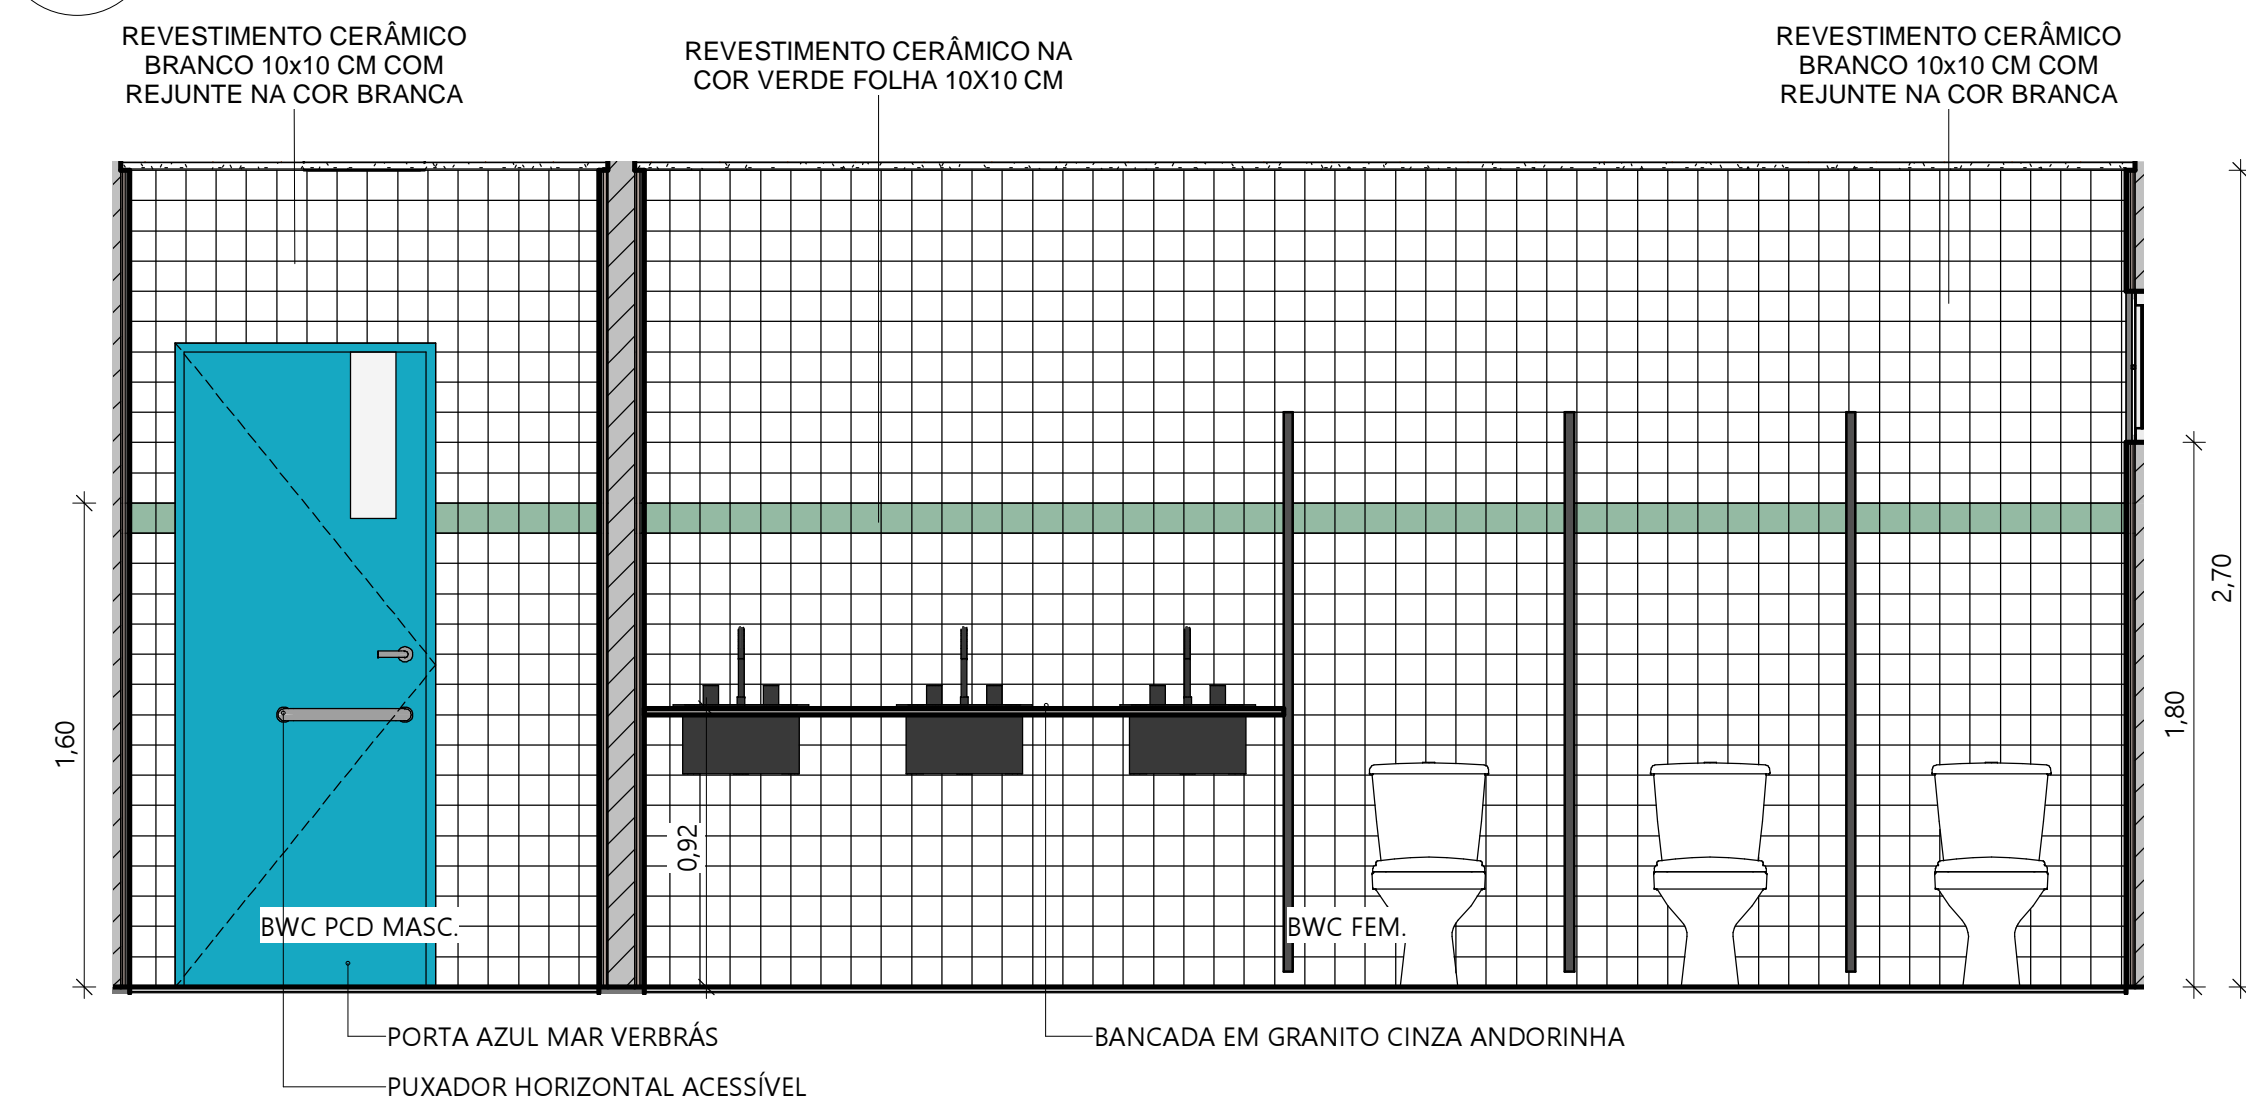 REVESTIMENTO CERÂMICO
BRANCO 10x10 CM COM
REJUNTE NA COR BRANCA
REVESTIMENTO CERÂMICO NA
COR VERDE FOLHA 10X10 CM
REVESTIMENTO CERÂMICO
BRANCO 10x10 CM COM
REJUNTE NA COR BRANCA
1,60
0,92
2,70
1,80
BWC PCD MASC.
BWC FEM.
PORTA AZUL MAR VERBRÁS
BANCADA EM GRANITO CINZA ANDORINHA
PUXADOR HORIZONTAL ACESSÍVEL